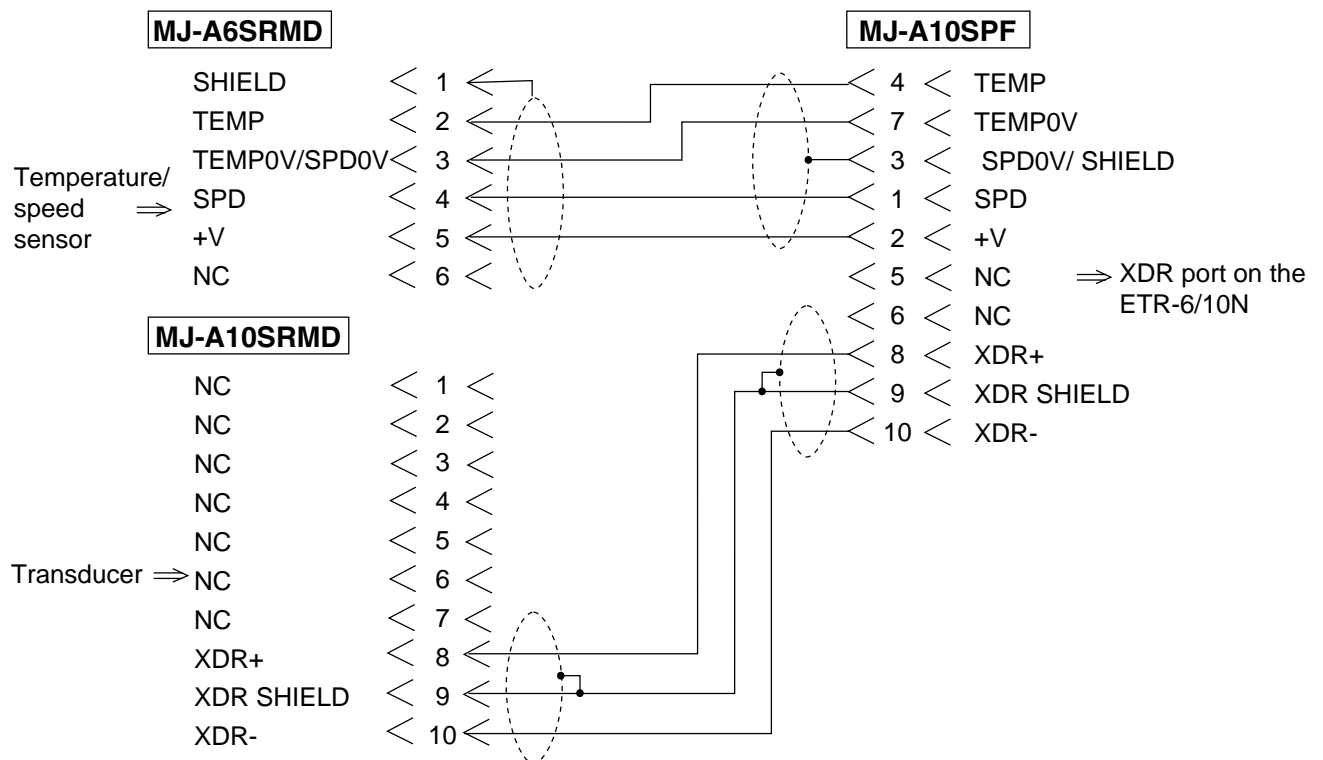 MJ-A6SRMD
SHIELD 1
TEMP 2
TEMP0V/SPD0V 3
SPD 4
+V 5
NC 6
Temperature/
speed
sensor
MJ-A10SRMD
NC 1
NC 2
NC 3
NC 4
NC 5
NC 6
NC 7
XDR+ 8
XDR SHIELD 9
XDR- 10
Transducer
MJ-A10SPF
4 TEMP
7 TEMP0V
3 SPD0V/ SHIELD
1 SPD
2 +V
5 NC
6 NC
8 XDR+
9 XDR SHIELD
10 XDR-
XDR port on the
ETR-6/10N